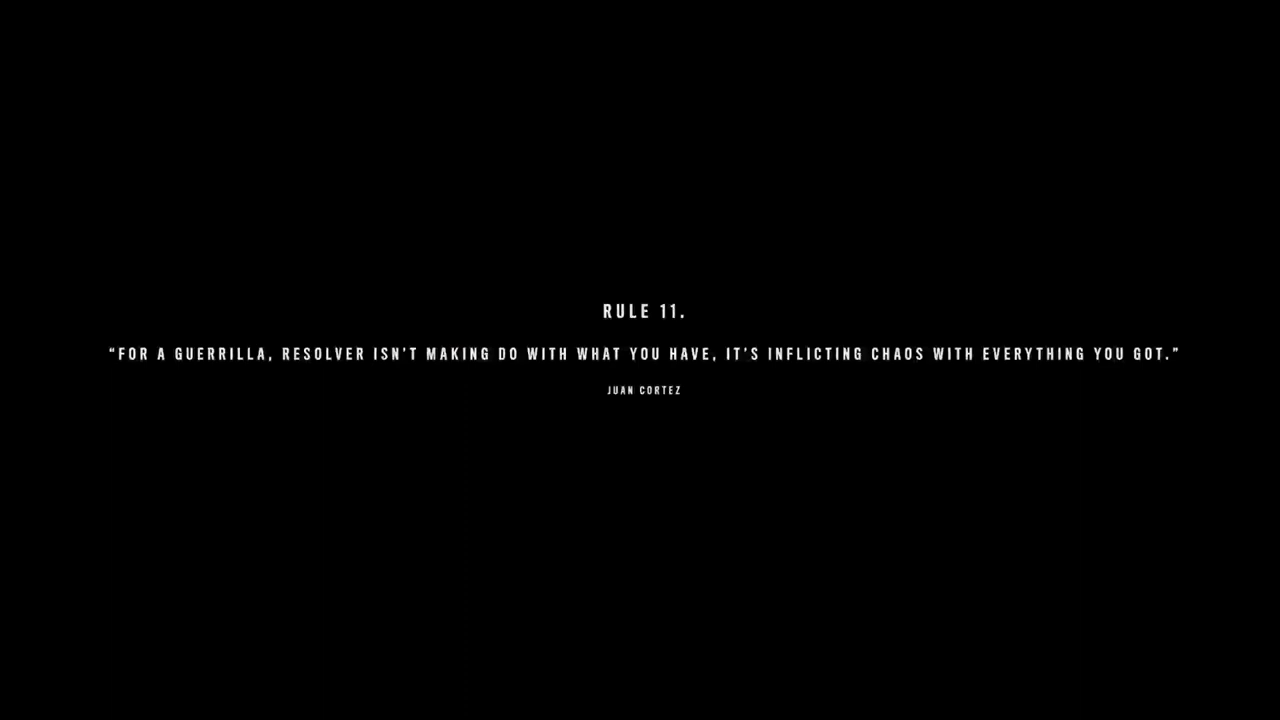 RULE 11.
“FOR A GUERRILLA, RESOLVER ISN’T MAKING DO WITH WHAT YOU HAVE, IT’S INFLICTING CHAOS WITH EVERYTHING YOU GOT.”
JUAN CORTEZ